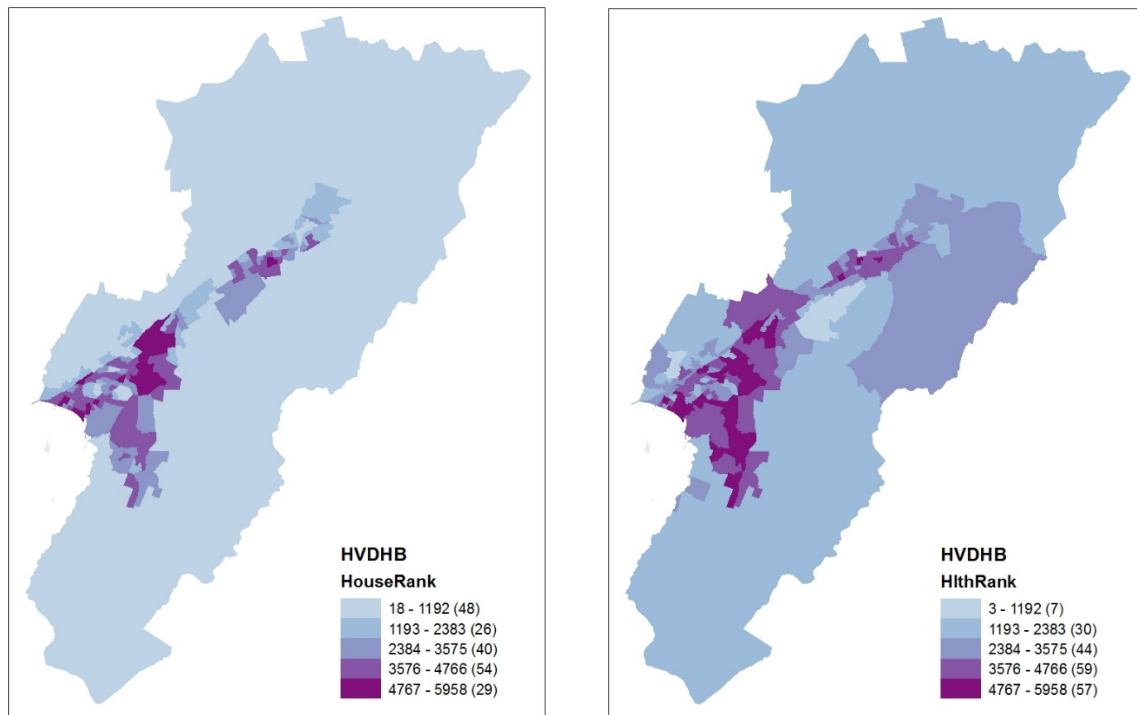 HVDHB
HouseRank
18 - 1192 (48)
1193 - 2383 (26)
2384 - 3575 (40)
3576 - 4766 (54)
4767 - 5958 (29)
HVDHB
HlthRank
3 - 1192 (7)
1193 - 2383 (30)
2384 - 3575 (44)
3576 - 4766 (59)
4767 - 5958 (57)